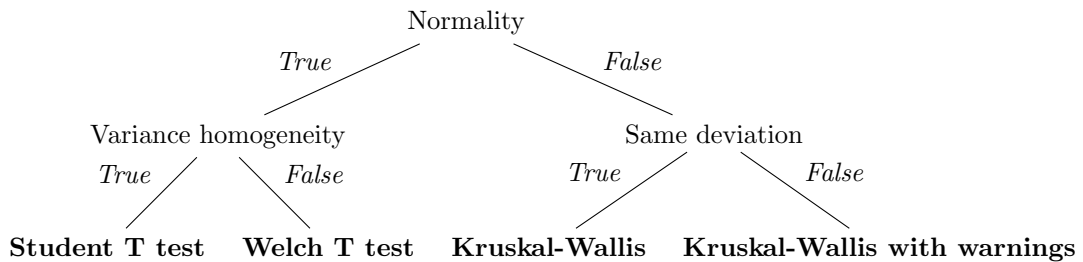 Normality
True
False
Variance homogeneity
Same deviation
True
False
True
False
Student T test
Welch T test
Kruskal-Wallis
Kruskal-Wallis with warnings